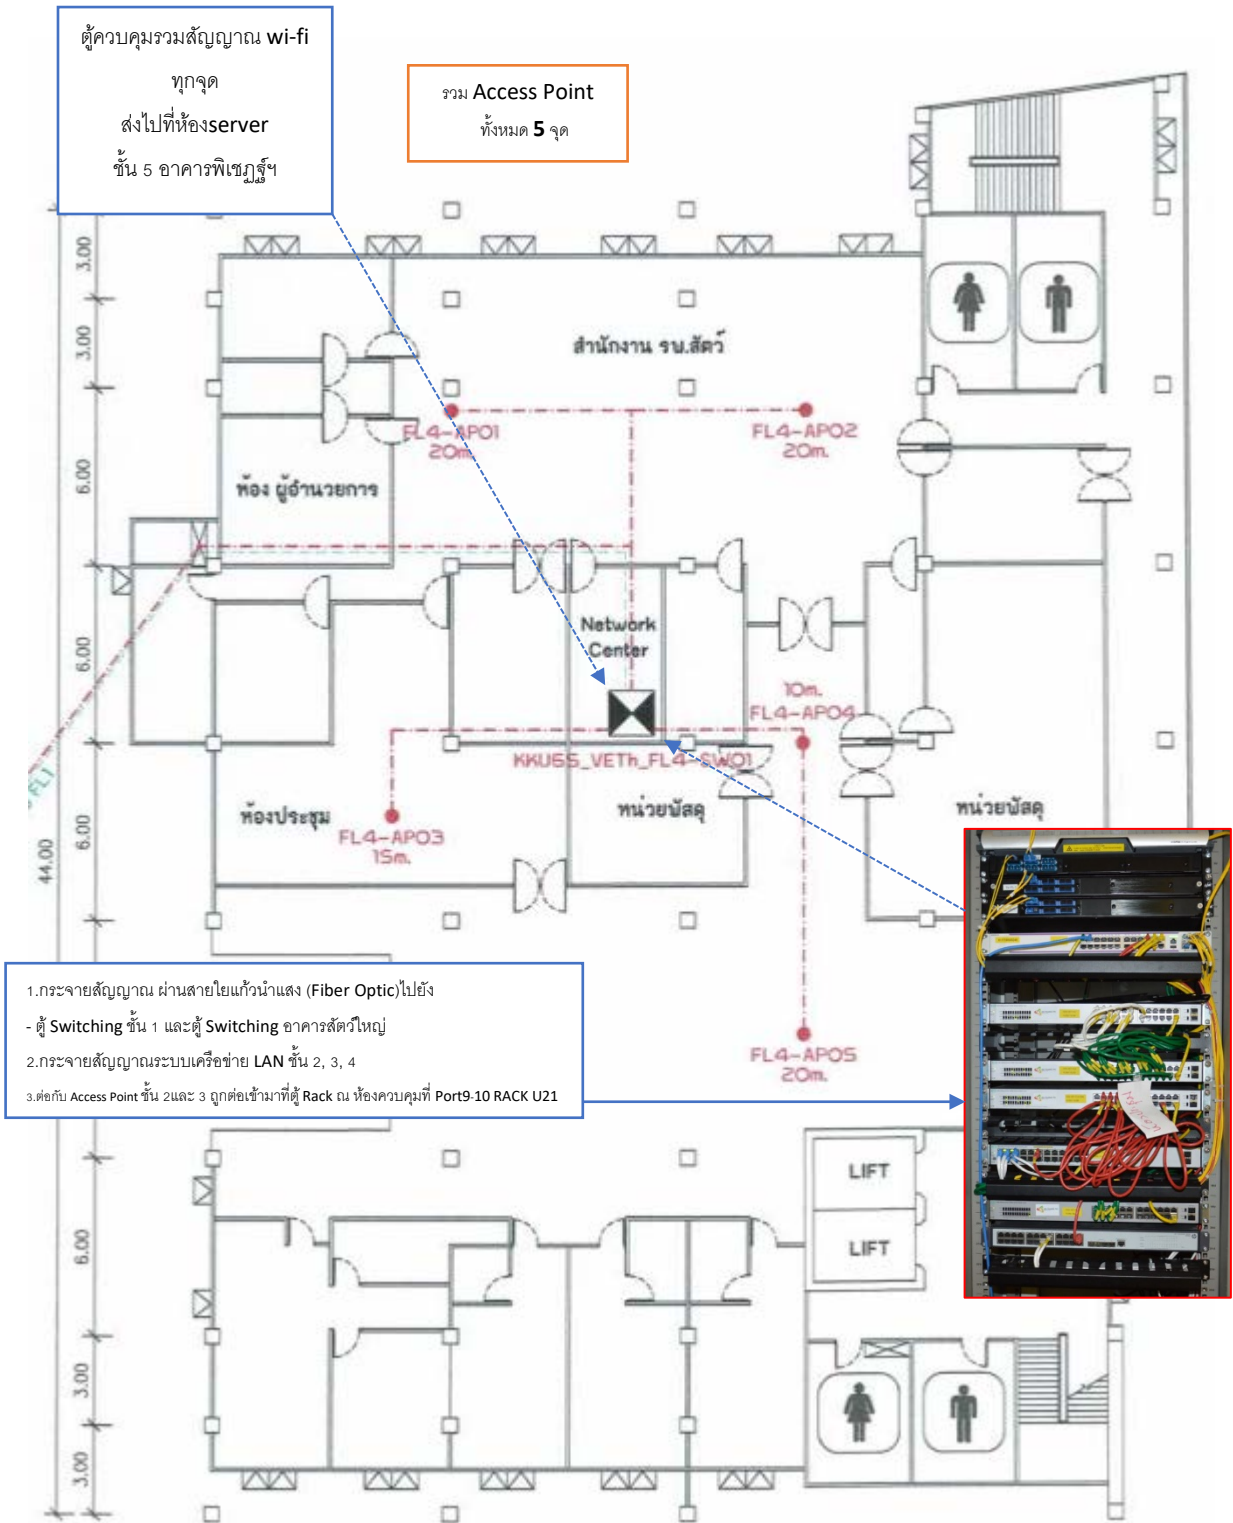 ตู้ควบคุมรวมสัญญาณ wi-fi
ทุกจุด
ส่งไปที่ห้องserver
ชั้น 5 อาคารพิเชฏฐ์ฯ
รวม Access Point
ทั้งหมด 5 จุด
3.00
3.00
สำนักงาน รพ.สัตว์
FL4-AP01
20m.
FL4-AP02
20m.
6.00
ห้อง ผู้อำนวยการ
Network
Center
6.00
10m.
FL4-AP04
KKU65_VETh_FL4-SW01
FL1
44.00
6.00
ห้องประชุม
FL4-AP03
15m.
หน่วยพัสดุ
หน่วยพัสดุ
1.กระจายสัญญาณ ผ่านสายใยแก้วนำแสง (Fiber Optic)ไปยัง
- ตู้ Switching ชั้น 1 และตู้ Switching อาคารสัตว์ใหญ่
2.กระจายสัญญาณระบบเครือข่าย LAN ชั้น 2, 3, 4
3.ต่อกับ Access Point ชั้น 2และ 3 ถูกต่อเข้ามาที่ตู้ Rack ณ ห้องควบคุมที่ Port9-10 RACK U21
FL4-AP05
20m.
LIFT
LIFT
6.00
3.00
3.00